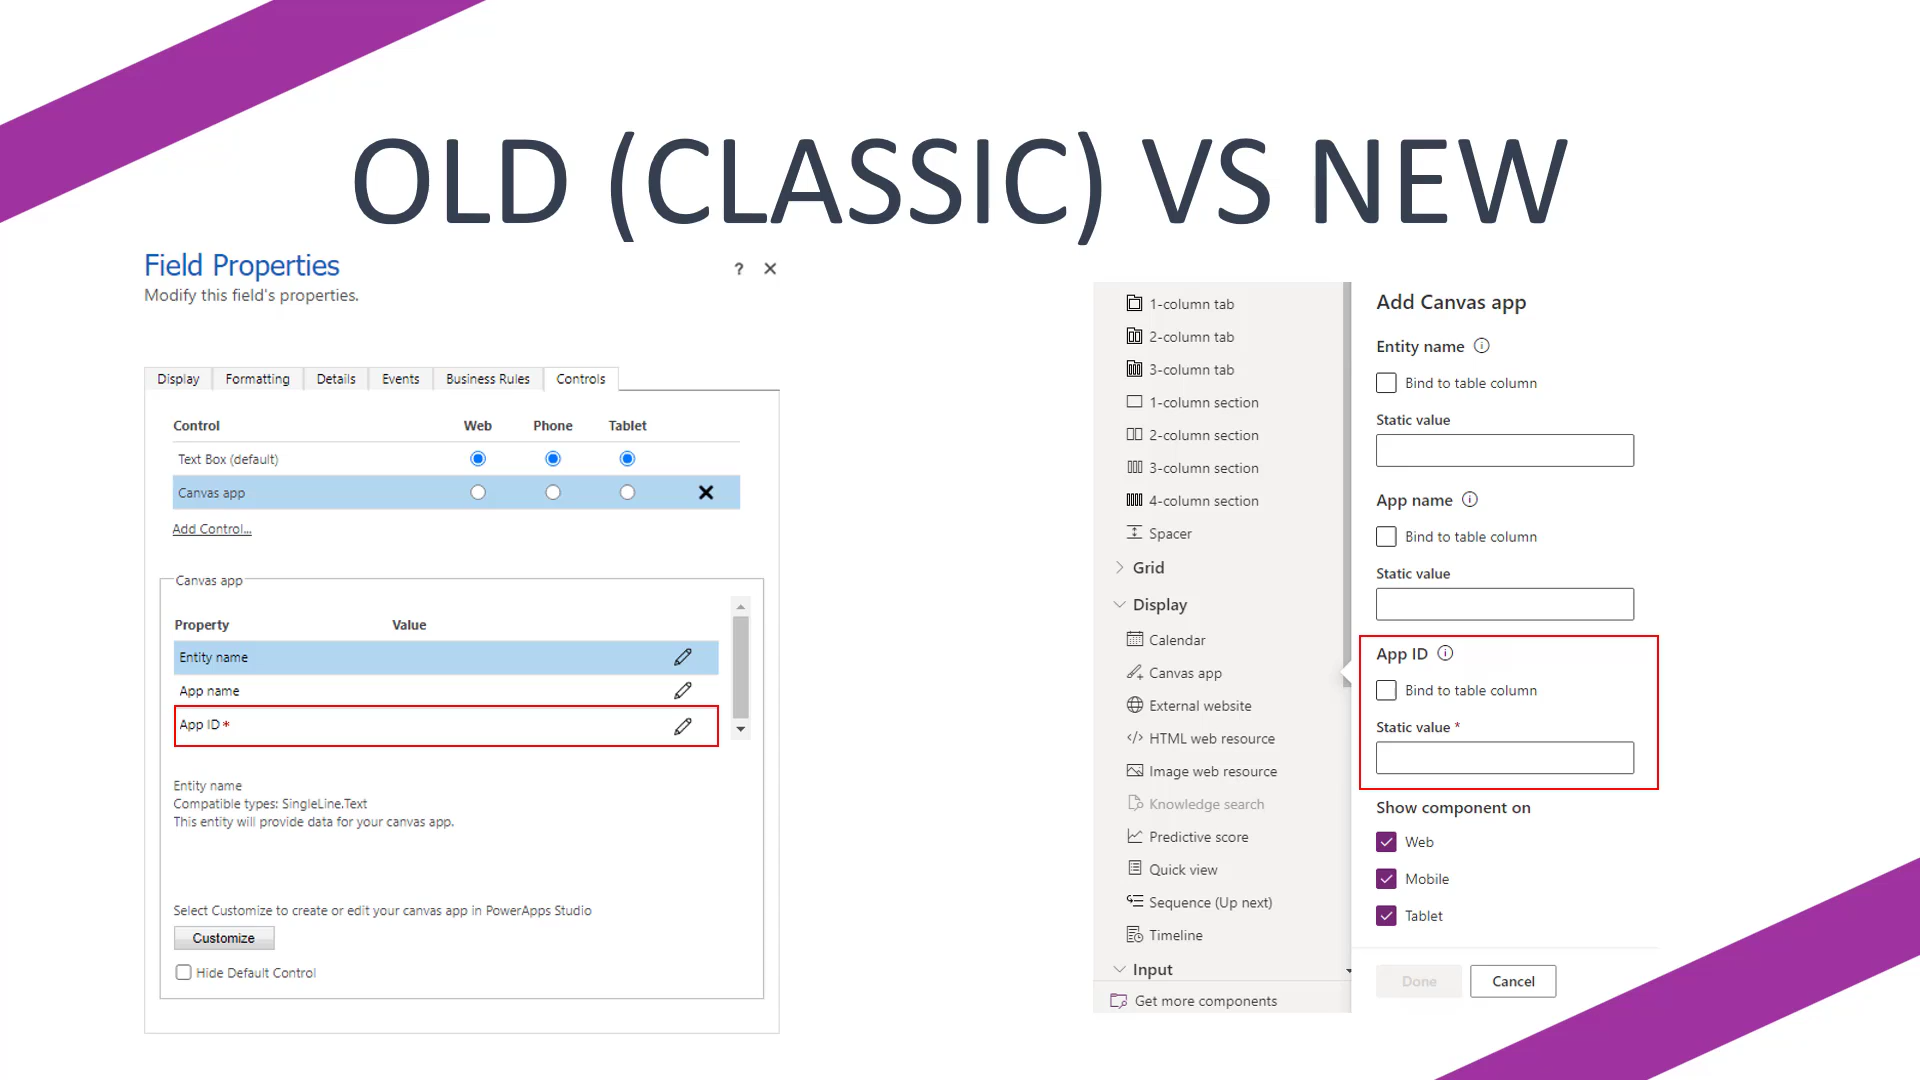 OLD (CLASSIC) VS NEW
Field Properties
? ×
Modify this field's properties.
Display Formatting Details Events Business Rules Controls
Control Web Phone Tablet
Text Box (default)
Canvas app
Add Control...
Canvas app
Property Value
Entity name
App name
App ID *
Entity name
Compatible types: SingleLine.Text
This entity will provide data for your canvas app.
Select Customize to create or edit your canvas app in PowerApps Studio
Customize
Hide Default Control
1-column tab
2-column tab
3-column tab
1-column section
2-column section
3-column section
4-column section
Spacer
Grid
Display
Calendar
Canvas app
External website
HTML web resource
Image web resource
Knowledge search
Predictive score
Quick view
Sequence (Up next)
Timeline
Input
Get more components
Add Canvas app
Entity name
Bind to table column
Static value
App name
Bind to table column
Static value
App ID
Bind to table column
Static value *
Show component on
Web
Mobile
Tablet
Done Cancel